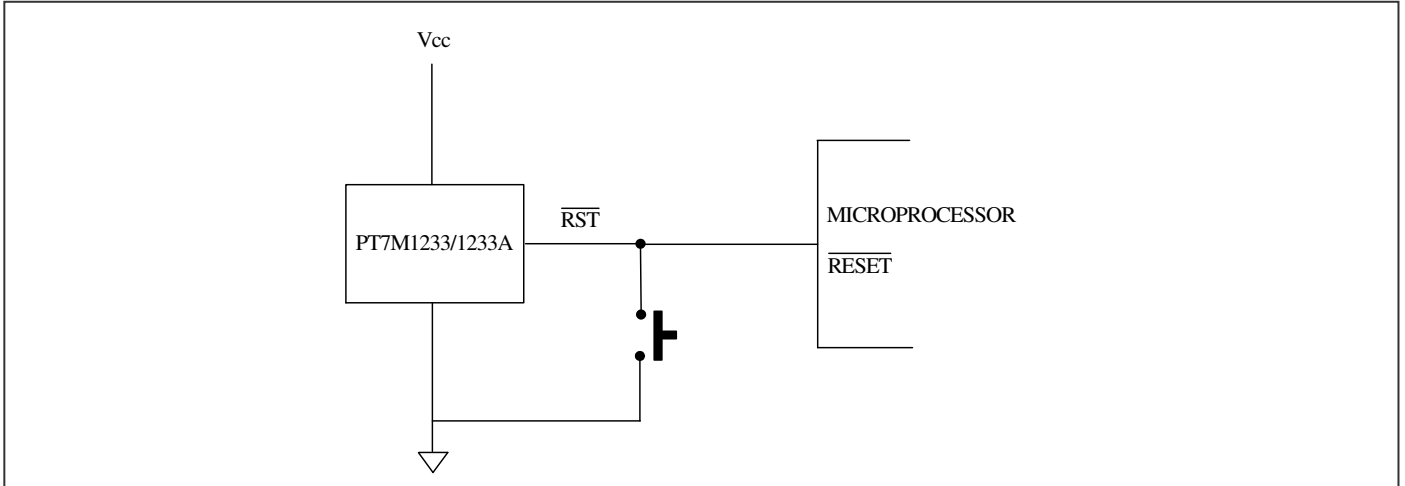 Vcc
RST
MICROPROCESSOR
PT7M1233/1233A
RESET